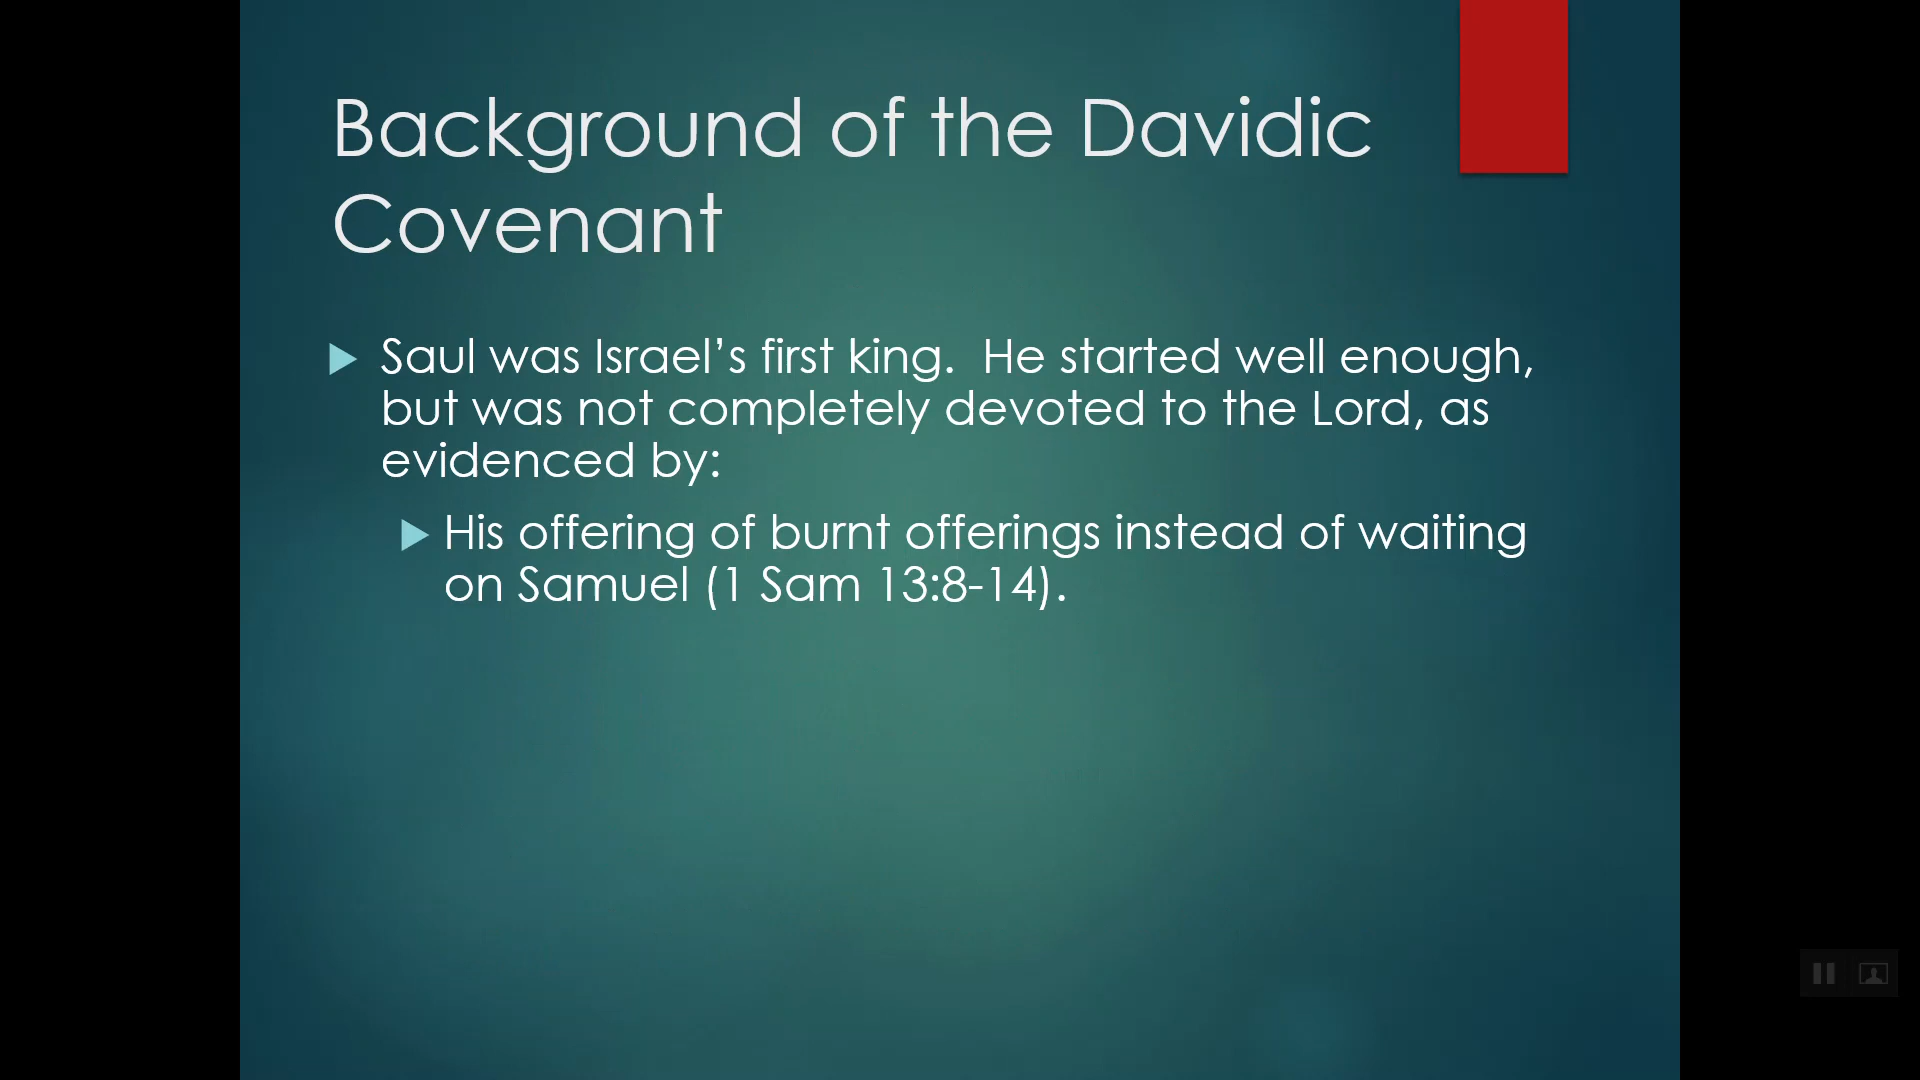 Background of the Davidic
Covenant
Saul was Israel’s first king.  He started well enough,
but was not completely devoted to the Lord, as
evidenced by:
His offering of burnt offerings instead of waiting
on Samuel (1 Sam 13:8-14).